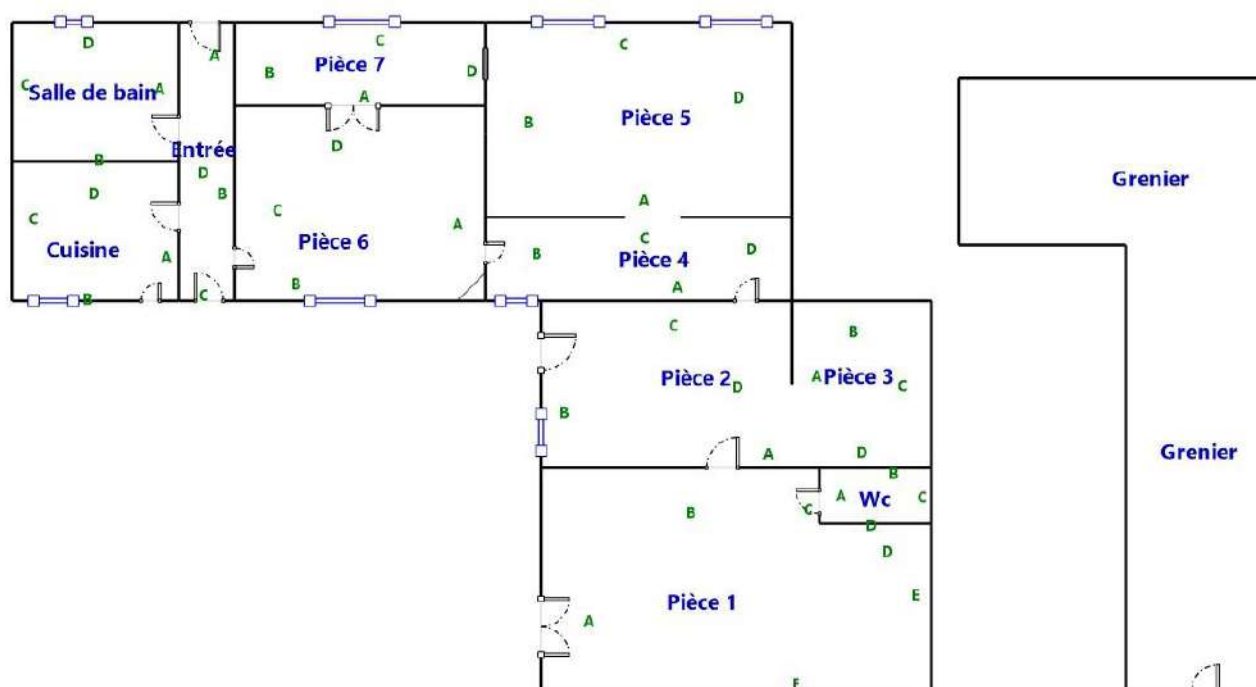 D
C
Salle de bain A
B
D
C
Cuisine
A
B
A
Entrée
D
B
C
C
B Pièce 7 D
A
D
C
Pièce 6
A
B
C
D
B Pièce 5
A
C
B Pièce 4 D
A
C
Pièce 2
D
B
A
B
A Pièce 3
C
D
B
A Wc C
C
D
B
D
E
Pièce 1
A
F
Grenier
Grenier